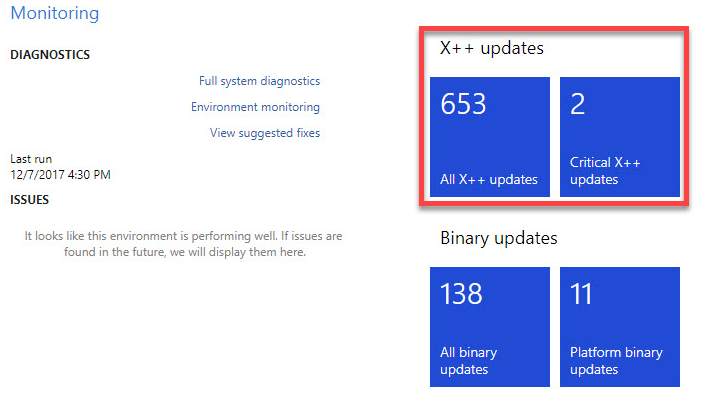 Monitoring
DIAGNOSTICS
Full system diagnostics
Environment monitoring
View suggested fixes
Last run
12/7/2017 4:30 PM
ISSUES
It looks like this environment is performing well. If issues are
found in the future, we will display them here.
X++ updates
653
All X++ updates
2
Critical X++
updates
Binary updates
138
All binary
updates
11
Platform binary
updates